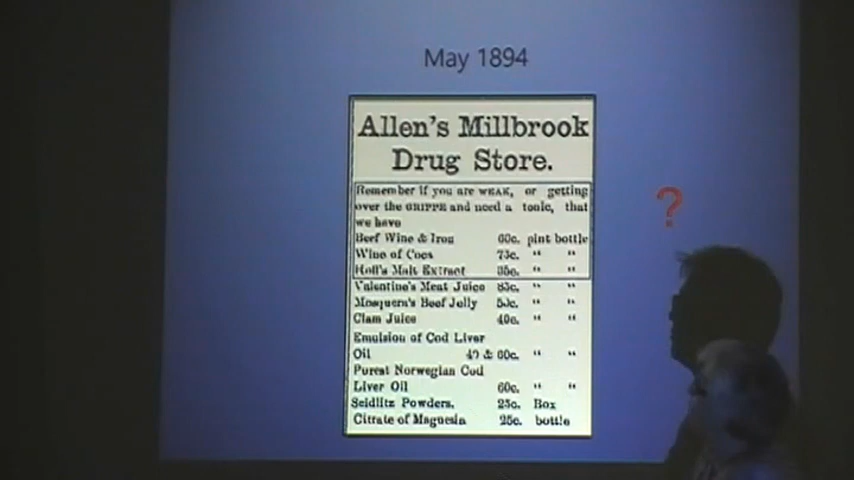 May 1894
Allen's Millbrook
Drug Store.
Remember if you are WEAK, or getting
over the GRIPPE and need a tonic, that
we have
Beef Wine & Iron 60c. pint bottle
Wine of Coca 75c. " "
Hoff's Malt Extract 35c. " "
Valentine's Meat Juice 85c. " "
Mosquera's Beef Jelly 50c. " "
Clam Juice 40c. " "
Emulsion of Cod Liver
Oil 40 & 60c. " "
Purest Norwegian Cod
Liver Oil 60c. " "
Seidlitz Powders, 25c. Box
Citrate of Magnesia 25c. bottle
?